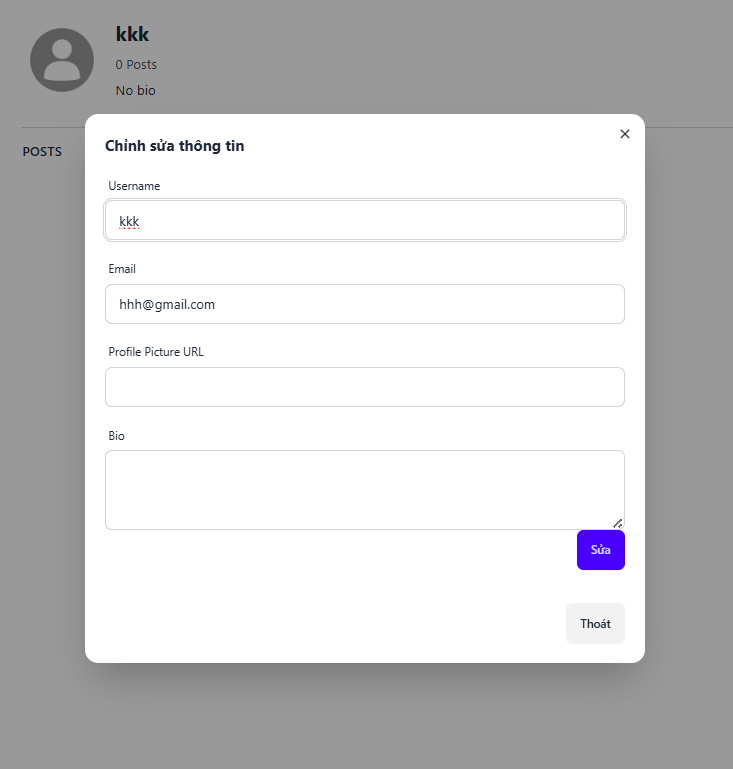 kkk
0 Posts
No bio
POSTS
Chỉnh sửa thông tin
Username
kkk
Email
hhh@gmail.com
Profile Picture URL
Bio
Sửa
Thoát